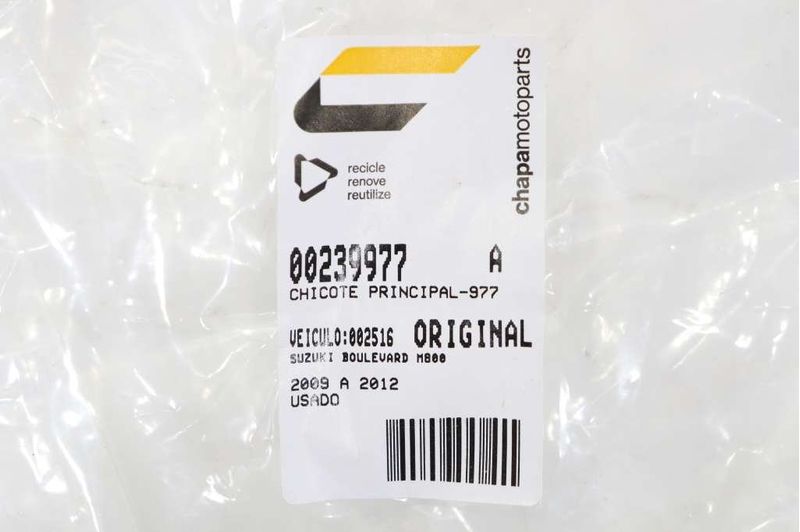 chapamotoparts
recicle
renove
reutilize
00239977 A
CHICOTE PRINCIPAL-977
VEICULO:002516 ORIGINAL
SUZUKI BOULEVARD M800
2009 A 2012
USADO